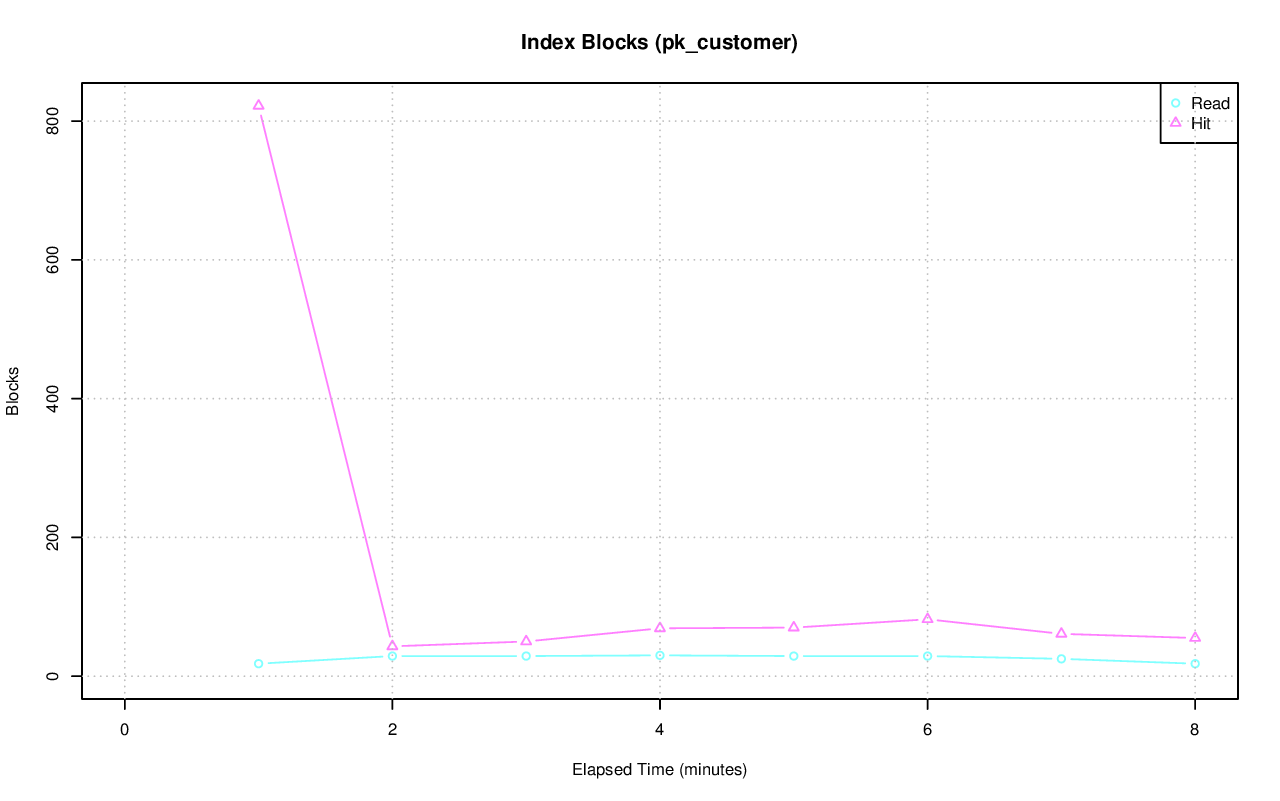 Index Blocks (pk_customer)
Read
Hit
Blocks
800
600
400
200
0
0 2 4 6 8
Elapsed Time (minutes)